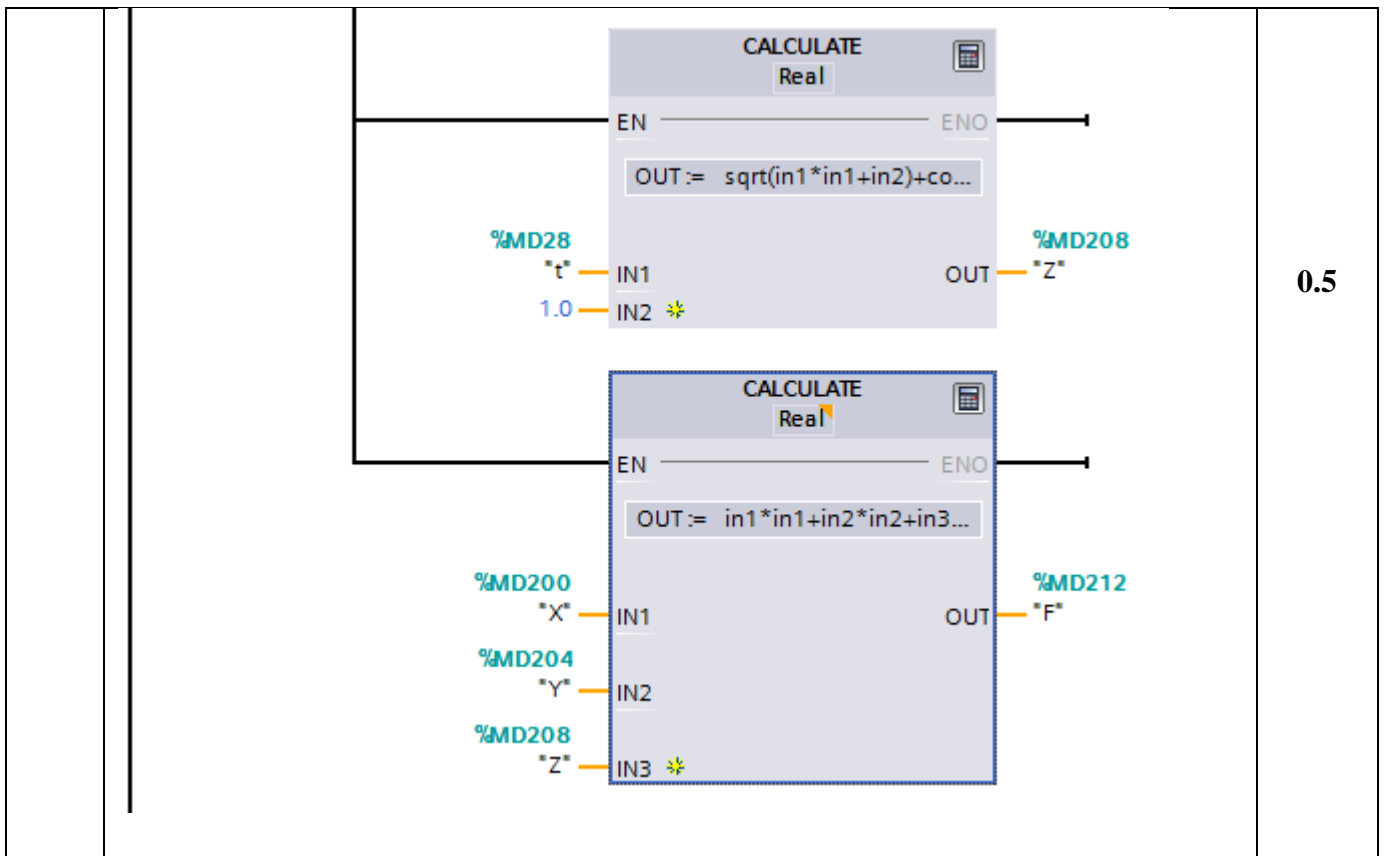 CALCULATE
Real
EN ENO
OUT := sqrt(in1*in1+in2)+co...
%MD28 %MD208
"t" IN1 OUT "Z"
1.0 IN2
0.5
CALCULATE
Real
EN ENO
OUT := in1*in1+in2*in2+in3...
%MD200 %MD212
"X" IN1 OUT "F"
%MD204
"Y" IN2
%MD208
"Z" IN3